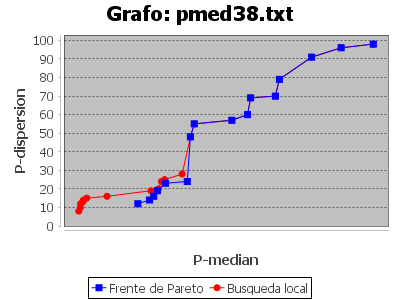 Grafo: pmed38.txt
100
90
80
70
60
50
40
30
20
10
0
P-dispersion
P-median
Frente de Pareto
Busqueda local